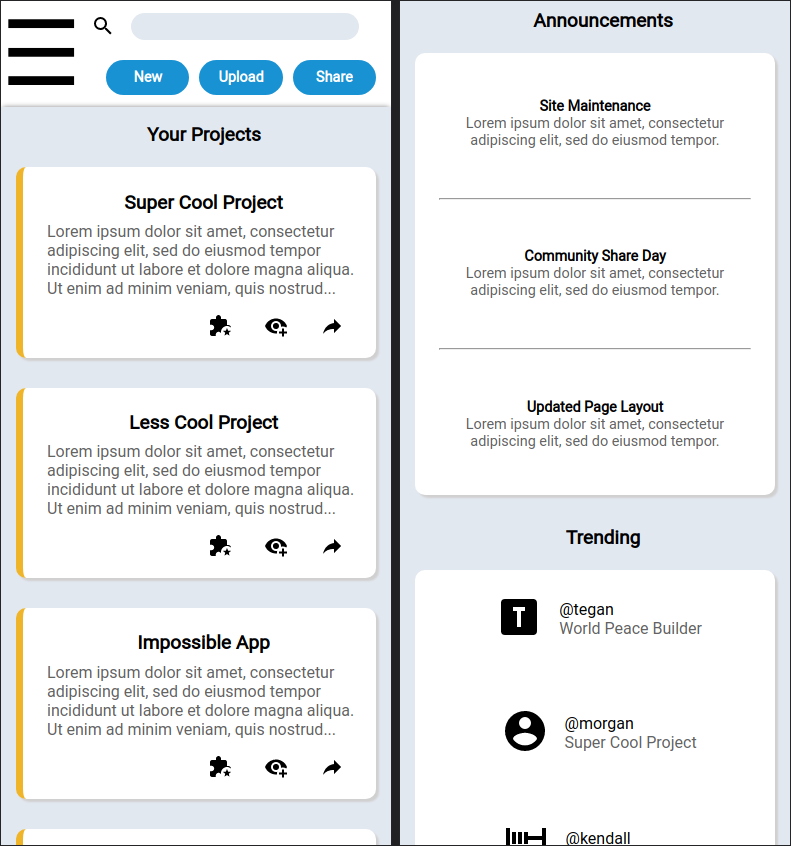 New Upload Share
Your Projects
Super Cool Project
Lorem ipsum dolor sit amet, consectetur
adipiscing elit, sed do eiusmod tempor
incididunt ut labore et dolore magna aliqua.
Ut enim ad minim veniam, quis nostrud...
Less Cool Project
Lorem ipsum dolor sit amet, consectetur
adipiscing elit, sed do eiusmod tempor
incididunt ut labore et dolore magna aliqua.
Ut enim ad minim veniam, quis nostrud...
Impossible App
Lorem ipsum dolor sit amet, consectetur
adipiscing elit, sed do eiusmod tempor
incididunt ut labore et dolore magna aliqua.
Ut enim ad minim veniam, quis nostrud...
Announcements
Site Maintenance
Lorem ipsum dolor sit amet, consectetur
adipiscing elit, sed do eiusmod tempor.
Community Share Day
Lorem ipsum dolor sit amet, consectetur
adipiscing elit, sed do eiusmod tempor.
Updated Page Layout
Lorem ipsum dolor sit amet, consectetur
adipiscing elit, sed do eiusmod tempor.
Trending
T
@tegan
World Peace Builder
@morgan
Super Cool Project
@kendall